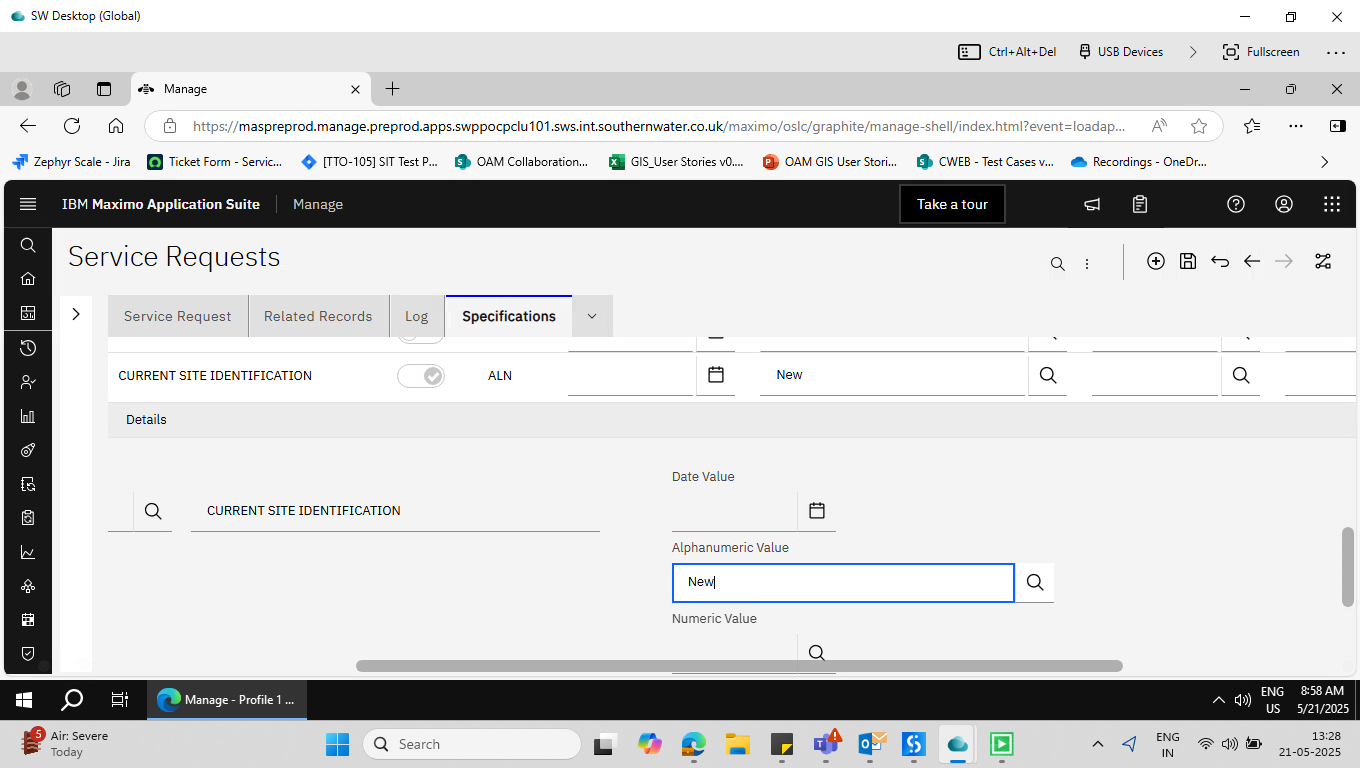 SW Desktop (Global)
Ctrl+Alt+Del
USB Devices
Fullscreen
Manage
https://maspreprod.manage.preprod.apps.swppocpclu101.sws.int.southernwater.co.uk/maximo/oslc/graphite/manage-shell/index.html?event=loadap...
Zephyr Scale - Jira
Ticket Form - Servic...
[TTO-105] SIT Test P...
OAM Collaboration...
GIS_User Stories v0....
OAM GIS User Stori...
CWEB - Test Cases v...
Recordings - OneDr...
IBM Maximo Application Suite
Manage
Take a tour
Service Requests
Service Request
Related Records
Log
Specifications
CURRENT SITE IDENTIFICATION
ALN
New
Details
Date Value
CURRENT SITE IDENTIFICATION
Alphanumeric Value
New
Numeric Value
Manage - Profile 1 ...
ENG
US
8:58 AM
5/21/2025
5
Air: Severe
Today
Search
ENG
IN
13:28
21-05-2025